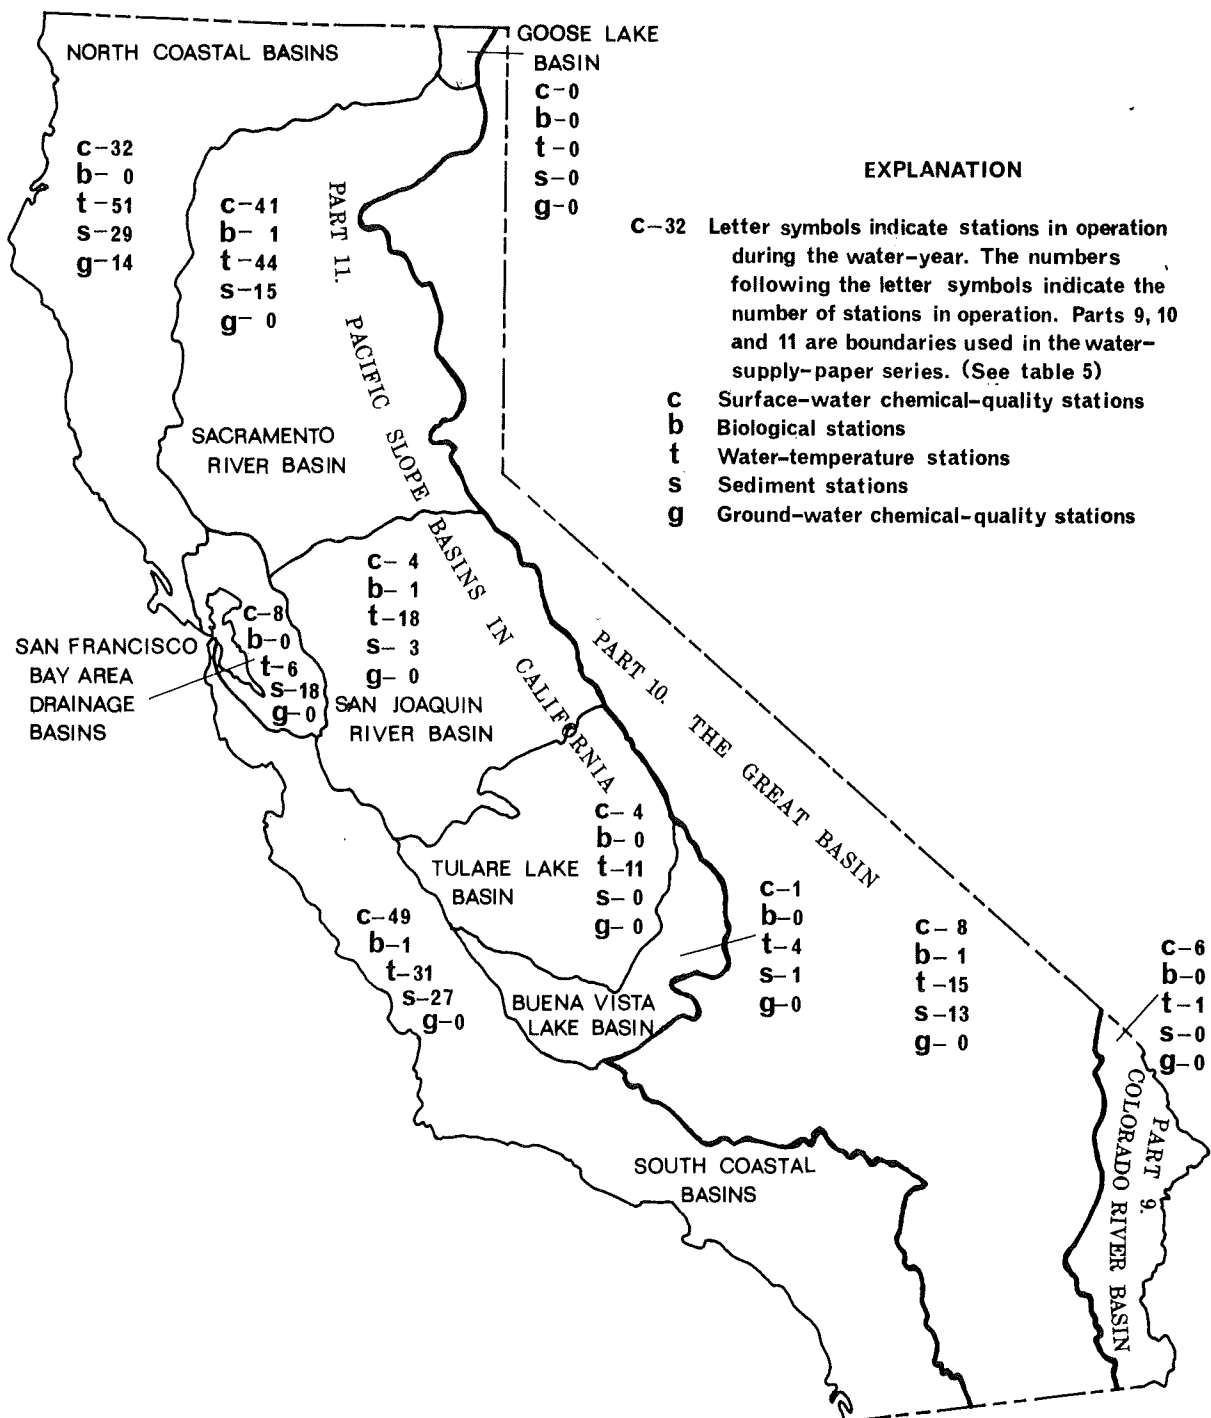 NORTH COASTAL BASINS
c-32
b- 0
t-51
s-29
g-14
GOOSE LAKE
BASIN
c-0
b-0
t-0
s-0
g-0
c-41
b- 1
t-44
s-15
g- 0
SACRAMENTO
RIVER BASIN
PART 11. PACIFIC SLOPE BASINS IN CALIFORNIA
EXPLANATION
C-32 Letter symbols indicate stations in operation
during the water-year. The numbers
following the letter symbols indicate the
number of stations in operation. Parts 9, 10
and 11 are boundaries used in the water-
supply-paper series. (See table 5)
c Surface-water chemical-quality stations
b Biological stations
t Water-temperature stations
s Sediment stations
g Ground-water chemical-quality stations
c- 4
b- 1
t-18
s- 3
g- 0
SAN JOAQUIN
RIVER BASIN
c-8
b-0
t-6
s-18
g-0
SAN FRANCISCO
BAY AREA
DRAINAGE
BASINS
PART 10. THE GREAT BASIN
c- 4
b- 0
t-11
s- 0
g- 0
TULARE LAKE
BASIN
c-49
b-1
t-31
s-27
g-0
BUENA VISTA
LAKE BASIN
c-1
b-0
t-4
s-1
g-0
c- 8
b- 1
t-15
s-13
g- 0
c-6
b-0
t-1
s-0
g-0
PART 9.
COLORADO RIVER BASIN
SOUTH COASTAL
BASINS